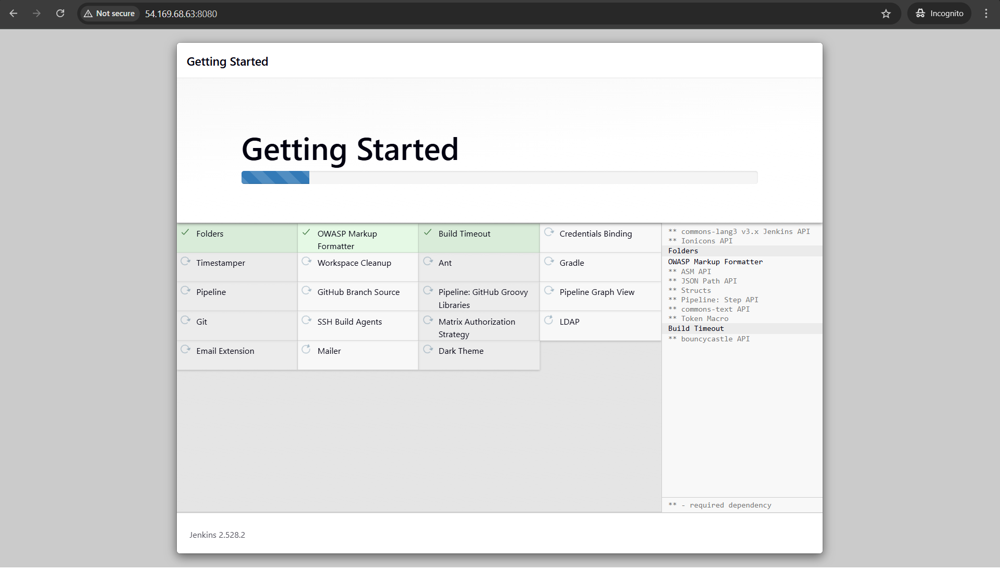 Not secure
54.169.68.63:8080
Incognito
Getting Started
Getting Started
Folders
OWASP Markup
Formatter
Build Timeout
Credentials Binding
Timestamper
Workspace Cleanup
Ant
Gradle
Pipeline
GitHub Branch Source
Pipeline: GitHub Groovy
Libraries
Pipeline Graph View
Git
SSH Build Agents
Matrix Authorization
Strategy
LDAP
Email Extension
Mailer
Dark Theme
** commons-lang3 v3.x Jenkins API
** Ionicons API
Folders
OWASP Markup Formatter
** ASM API
** JSON Path API
** Structs
** Pipeline: Step API
** commons-text API
** Token Macro
Build Timeout
** bouncycastle API
** - required dependency
Jenkins 2.528.2